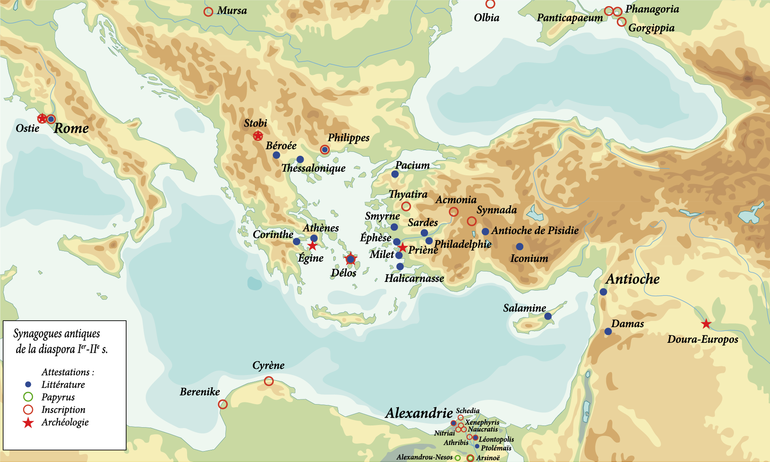 Mursa
Olbia
Panticapaeum
Phanagoria
Gorgippia
Ostie
Rome
Stobi
Béroée
Philippes
Thessalonique
Pacium
Thyatira
Acmonia
Synnada
Smyrne
Sardes
Antioche de Pisidie
Corinthe
Athènes
Éphèse
Philadelphie
Priène
Égine
Milet
Iconium
Délos
Halicarnasse
Antioche
Salamine
Damas
Doura-Europos
Synagogues antiques
de la diaspora Ier-IIe s.
Attestations :
Littérature
Papyrus
Inscription
Archéologie
Cyrène
Berenike
Alexandrie
Schedia
Xenephyris
Nitriai
Naucratis
Athribis
Léontopolis
Ptolémais
Alexandrou-Nesos
Arsinoë